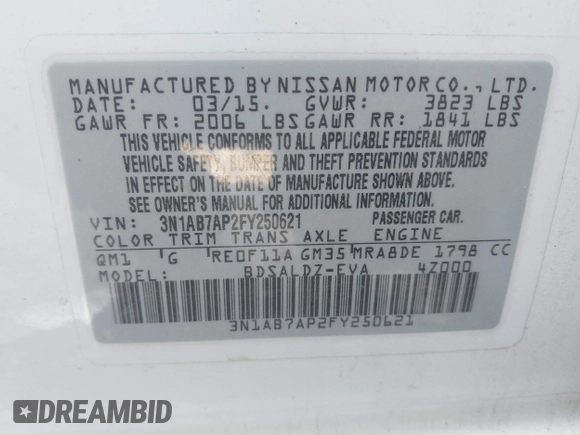 MANUFACTURED BY NISSAN MOTOR CO., LTD.
DATE: 03/15. GVWR: 3823 LBS
GAWR FR: 2006 LBS GAWR RR: 1841 LBS
THIS VEHICLE CONFORMS TO ALL APPLICABLE FEDERAL MOTOR
VEHICLE SAFETY, BUMPER AND THEFT PREVENTION STANDARDS
IN EFFECT ON THE DATE OF MANUFACTURE SHOWN ABOVE.
SEE OWNER'S MANUAL FOR ADDITIONAL INFORMATION.
VIN: 3N1AB7AP2FY250621 PASSENGER CAR.
COLOR TRIM TRANS AXLE ENGINE
QM1 G RE0F11A GM35 MRA8DE 1798 CC
MODEL: BDSALDZ-EVA 4Z000
3N1AB7AP2FY250621
DREAMBID